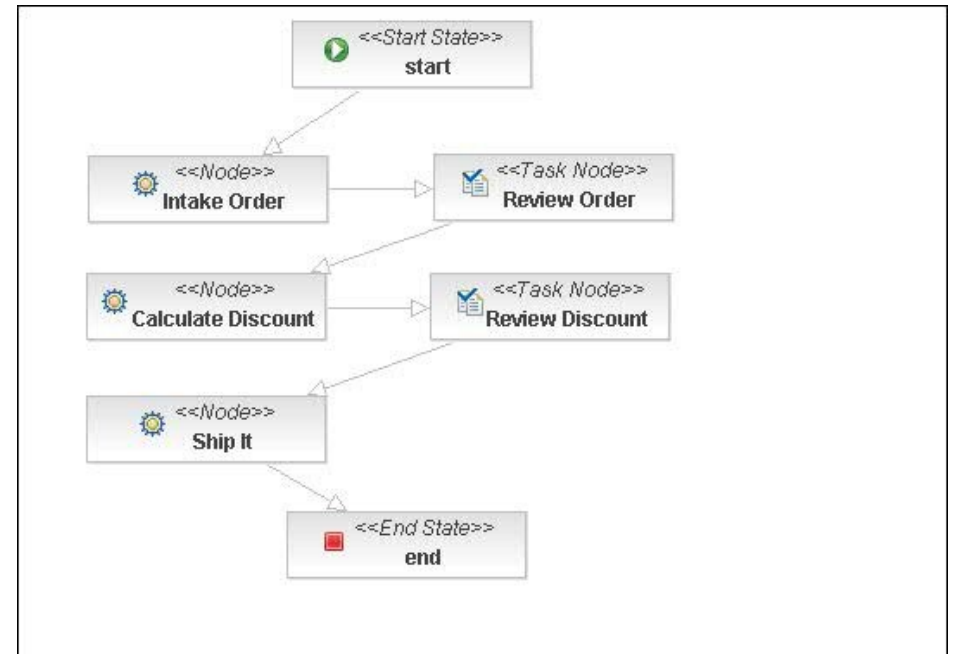 <<Start State>>
start
<<Node>>
Intake Order
<<Task Node>>
Review Order
<<Node>>
Calculate Discount
<<Task Node>>
Review Discount
<<Node>>
Ship It
<<End State>>
end